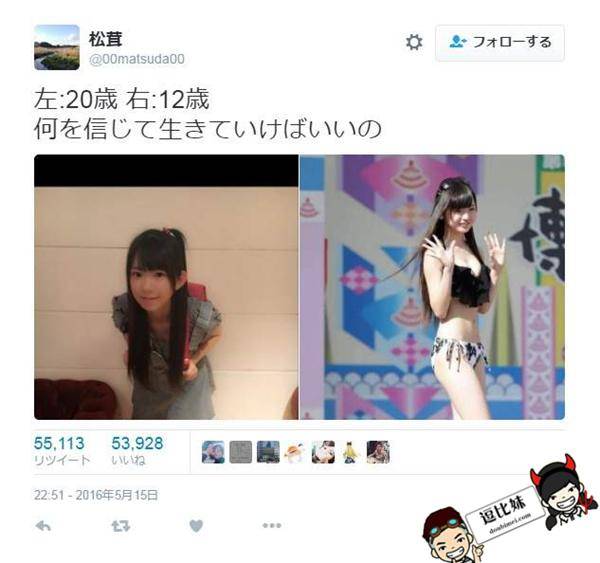 松茸
@00matsuda00
フォローする
左:20歳 右:12歳
何を信じて生きていけばいいの
55,113
53,928
リツイート
いいね
22:51 - 2016年5月15日
逗比妹
doubimei.com